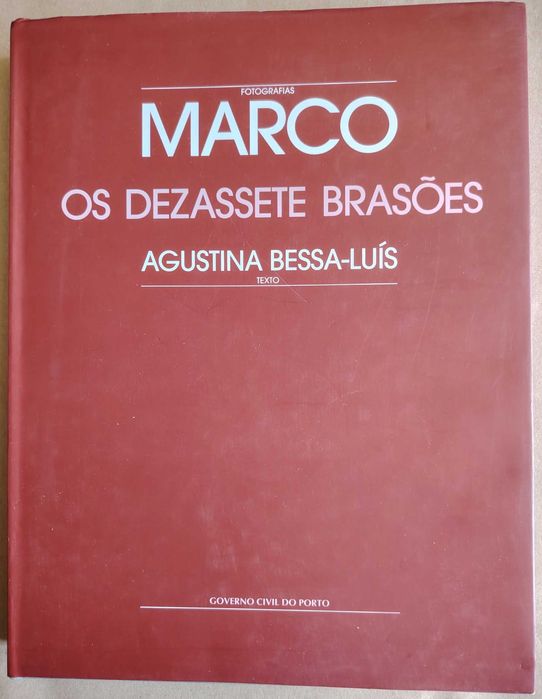 FOTOGRAFIAS
MARCO
OS DEZASSETE BRASÕES
AGUSTINA BESSA-LUÍS
TEXTO
GOVERNO CIVIL DO PORTO